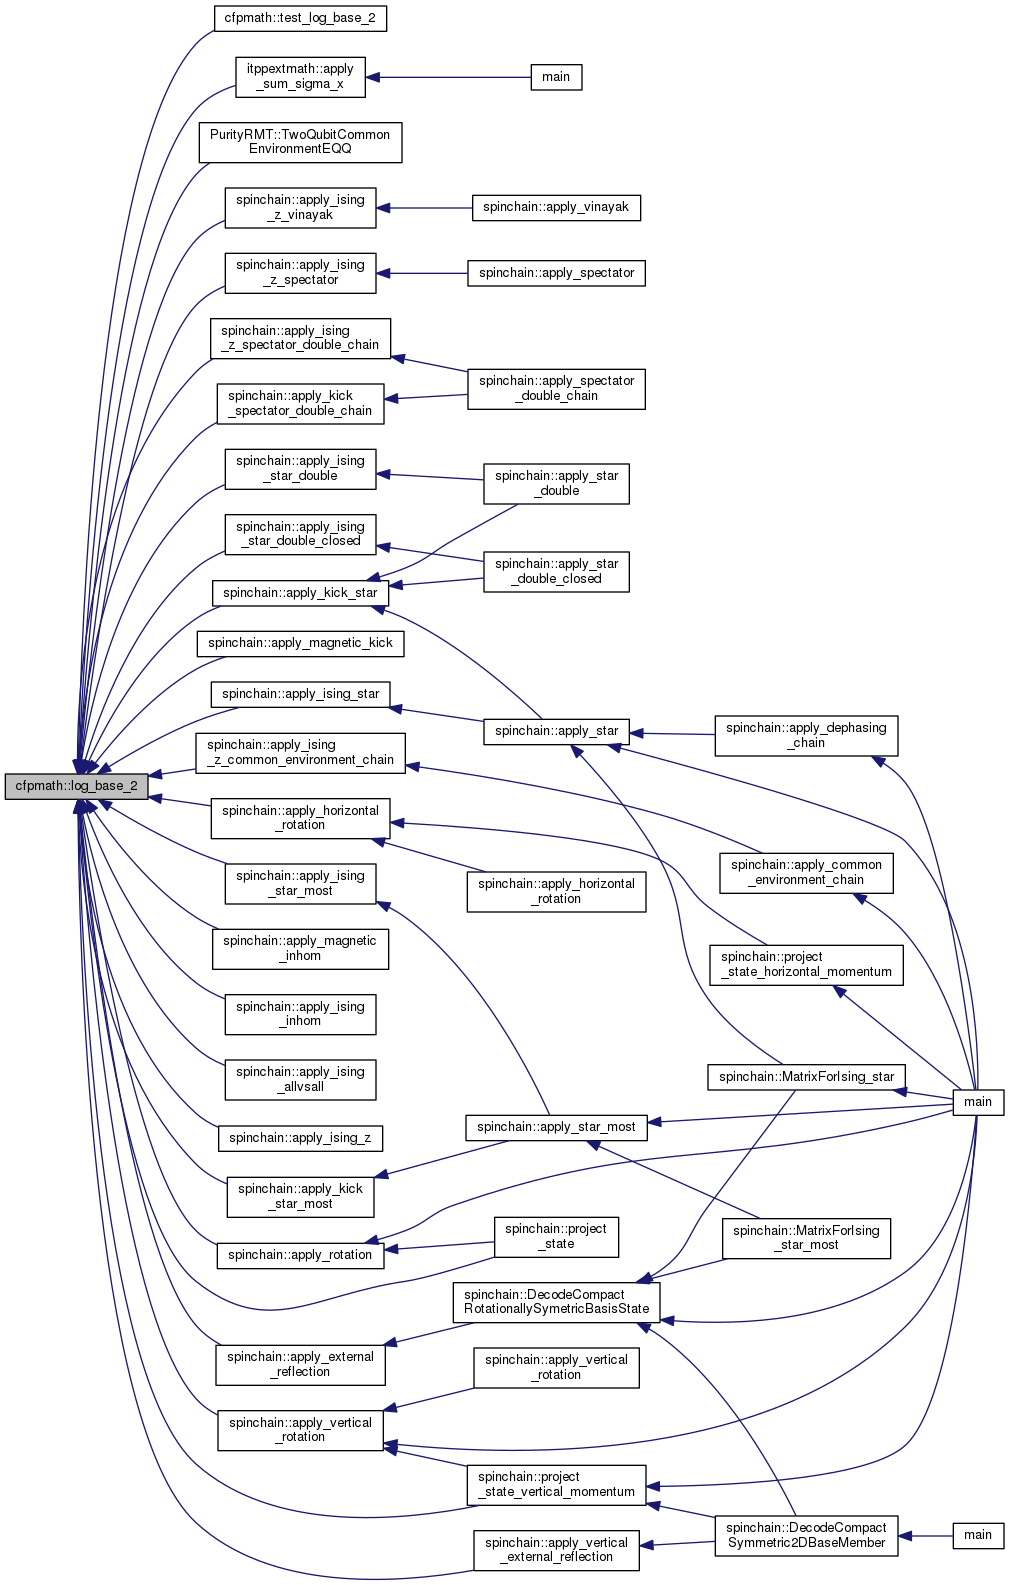 cfpmath::test_log_base_2
itppextmath::apply
_sum_sigma_x
main
PurityRMT::TwoQubitCommon
EnvironmentEQQ
spinchain::apply_ising
_z_vinayak
spinchain::apply_vinayak
spinchain::apply_ising
_z_spectator
spinchain::apply_spectator
spinchain::apply_ising
_z_spectator_double_chain
spinchain::apply_spectator
_double_chain
spinchain::apply_kick
_spectator_double_chain
spinchain::apply_ising
_star_double
spinchain::apply_star
_double
spinchain::apply_ising
_star_double_closed
spinchain::apply_star
_double_closed
spinchain::apply_kick_star
spinchain::apply_magnetic_kick
spinchain::apply_ising_star
spinchain::apply_star
spinchain::apply_dephasing
_chain
spinchain::apply_ising
_z_common_environment_chain
cfpmath::log_base_2
spinchain::apply_horizontal
_rotation
spinchain::apply_common
_environment_chain
spinchain::apply_ising
_star_most
spinchain::apply_horizontal
_rotation
spinchain::apply_magnetic
_inhom
spinchain::project
_state_horizontal_momentum
spinchain::apply_ising
_inhom
spinchain::apply_ising
_allvsall
spinchain::MatrixForIsing_star
main
spinchain::apply_ising_z
spinchain::apply_star_most
spinchain::apply_kick
_star_most
spinchain::apply_rotation
spinchain::project
_state
spinchain::MatrixForIsing
_star_most
spinchain::DecodeCompact
RotationallySymetricBasisState
spinchain::apply_external
_reflection
spinchain::apply_vertical
_rotation
spinchain::apply_vertical
_rotation
spinchain::project
_state_vertical_momentum
spinchain::DecodeCompact
Symmetric2DBaseMember
main
spinchain::apply_vertical
_external_reflection